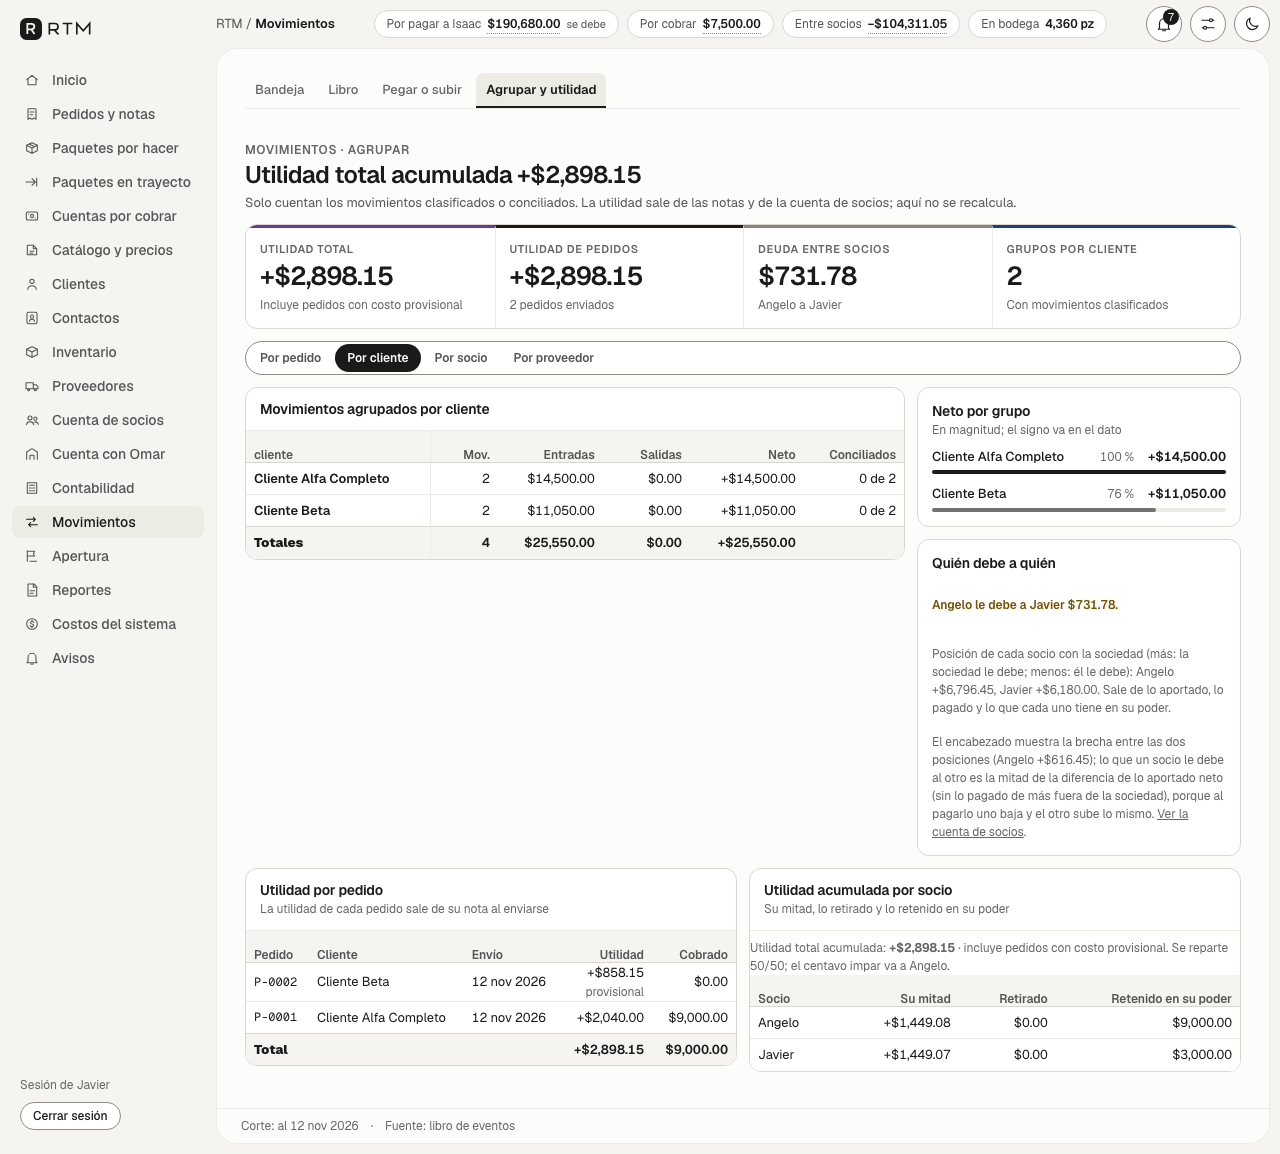 R RTM
RTM / Movimientos
Por pagar a Isaac $190,680.00 se debe
Por cobrar $7,500.00
Entre socios −$104,311.05
En bodega 4,360 pz
7
Inicio
Pedidos y notas
Paquetes por hacer
Paquetes en trayecto
Cuentas por cobrar
Catálogo y precios
Clientes
Contactos
Inventario
Proveedores
Cuenta de socios
Cuenta con Omar
Contabilidad
Movimientos
Apertura
Reportes
Costos del sistema
Avisos
Sesión de Javier
Cerrar sesión
Bandeja Libro Pegar o subir Agrupar y utilidad
MOVIMIENTOS · AGRUPAR
Utilidad total acumulada +$2,898.15
Solo cuentan los movimientos clasificados o conciliados. La utilidad sale de las notas y de la cuenta de socios; aquí no se recalcula.
UTILIDAD TOTAL
+$2,898.15
Incluye pedidos con costo provisional
UTILIDAD DE PEDIDOS
+$2,898.15
2 pedidos enviados
DEUDA ENTRE SOCIOS
$731.78
Angelo a Javier
GRUPOS POR CLIENTE
2
Con movimientos clasificados
Por pedido Por cliente Por socio Por proveedor
Movimientos agrupados por cliente
cliente Mov. Entradas Salidas Neto Conciliados
Cliente Alfa Completo 2 $14,500.00 $0.00 +$14,500.00 0 de 2
Cliente Beta 2 $11,050.00 $0.00 +$11,050.00 0 de 2
Totales 4 $25,550.00 $0.00 +$25,550.00
Neto por grupo
En magnitud; el signo va en el dato
Cliente Alfa Completo 100 % +$14,500.00
Cliente Beta 76 % +$11,050.00
Quién debe a quién
Angelo le debe a Javier $731.78.
Posición de cada socio con la sociedad (más: la
sociedad le debe; menos: él le debe): Angelo
+$6,796.45, Javier +$6,180.00. Sale de lo aportado, lo
pagado y lo que cada uno tiene en su poder.
El encabezado muestra la brecha entre las dos
posiciones (Angelo +$616.45); lo que un socio le debe
al otro es la mitad de la diferencia de lo aportado neto
(sin lo pagado de más fuera de la sociedad), porque al
pagarlo uno baja y el otro sube lo mismo. Ver la
cuenta de socios.
Utilidad por pedido
La utilidad de cada pedido sale de su nota al enviarse
Pedido Cliente Envío Utilidad Cobrado
P-0002 Cliente Beta 12 nov 2026 +$858.15 provisional $0.00
P-0001 Cliente Alfa Completo 12 nov 2026 +$2,040.00 $9,000.00
Total +$2,898.15 $9,000.00
Utilidad acumulada por socio
Su mitad, lo retirado y lo retenido en su poder
Utilidad total acumulada: +$2,898.15 · incluye pedidos con costo provisional. Se reparte
50/50; el centavo impar va a Angelo.
Socio Su mitad Retirado Retenido en su poder
Angelo +$1,449.08 $0.00 $9,000.00
Javier +$1,449.07 $0.00 $3,000.00
Corte: al 12 nov 2026 · Fuente: libro de eventos